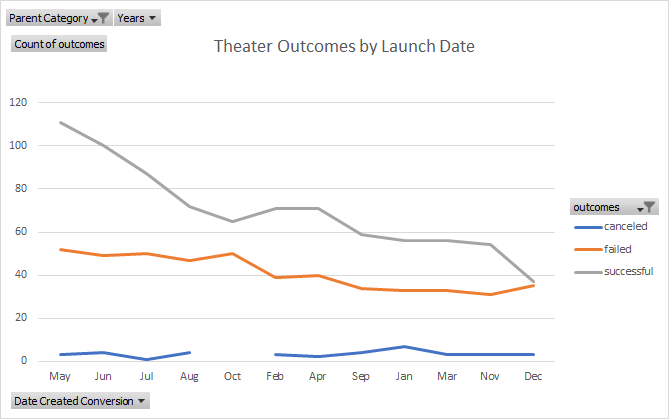 Parent Category Years
Count of outcomes
Theater Outcomes by Launch Date
120
100
80
60
40
20
0
May Jun Jul Aug Oct Feb Apr Sep Jan Mar Nov Dec
outcomes
canceled
failed
successful
Date Created Conversion